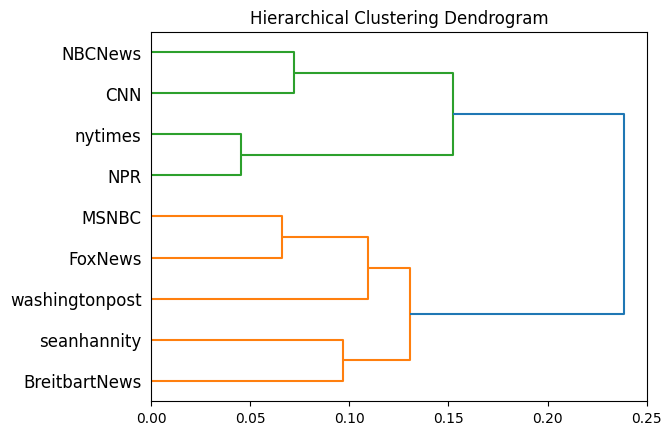 Hierarchical Clustering Dendrogram
NBCNews
CNN
nytimes
NPR
MSNBC
FoxNews
washingtonpost
seanhannity
BreitbartNews
0.00 0.05 0.10 0.15 0.20 0.25